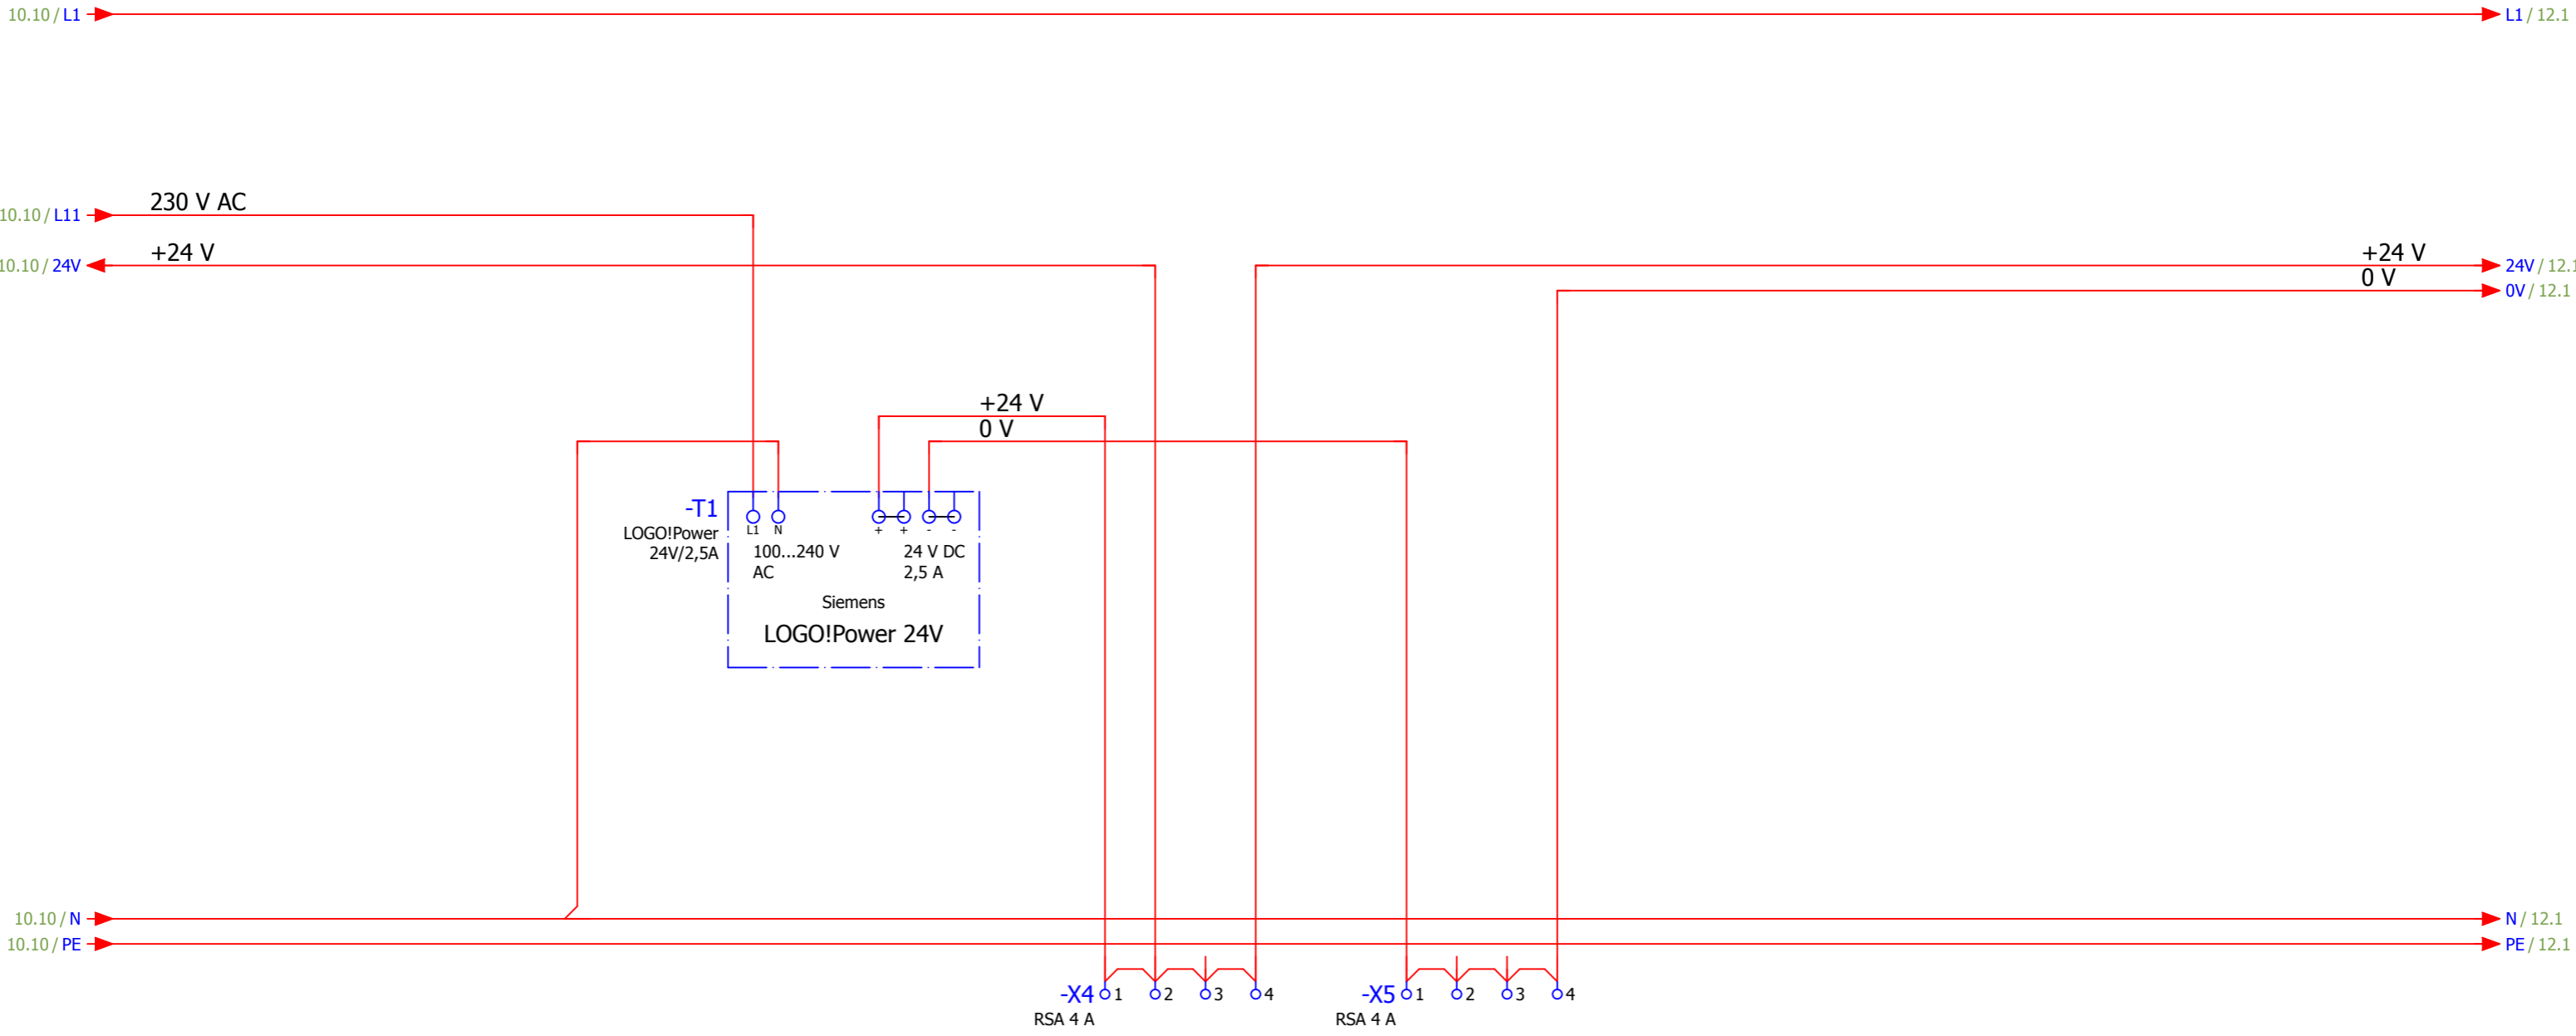 10.10/L1
L1/12.1
230 V AC
10.10/L11
+24 V
+24 V
10.10/24V
24V/12.1
0 V
0V/12.1
+24 V
0 V
-T1
LOGO!Power
24V/2,5A
L1 N + + - -
100...240 V
AC
24 V DC
2,5 A
Siemens
LOGO!Power 24V
10.10/N
N/12.1
10.10/PE
PE/12.1
-X4 1 2 3 4
RSA 4 A
-X5 1 2 3 4
RSA 4 A